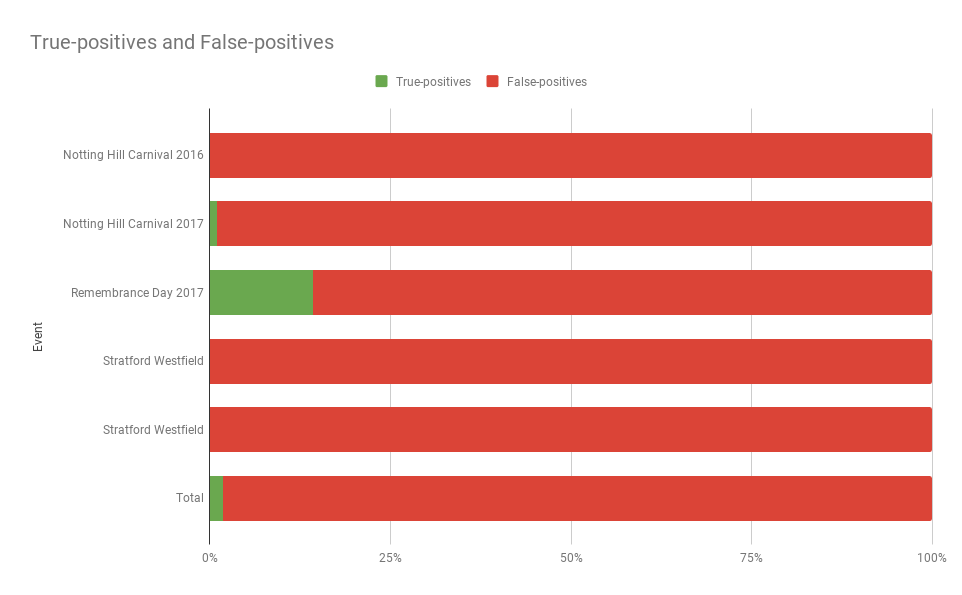 True-positives and False-positives
True-positives
False-positives
Notting Hill Carnival 2016
Notting Hill Carnival 2017
Remembrance Day 2017
Stratford Westfield
Stratford Westfield
Total
Event
0%
25%
50%
75%
100%